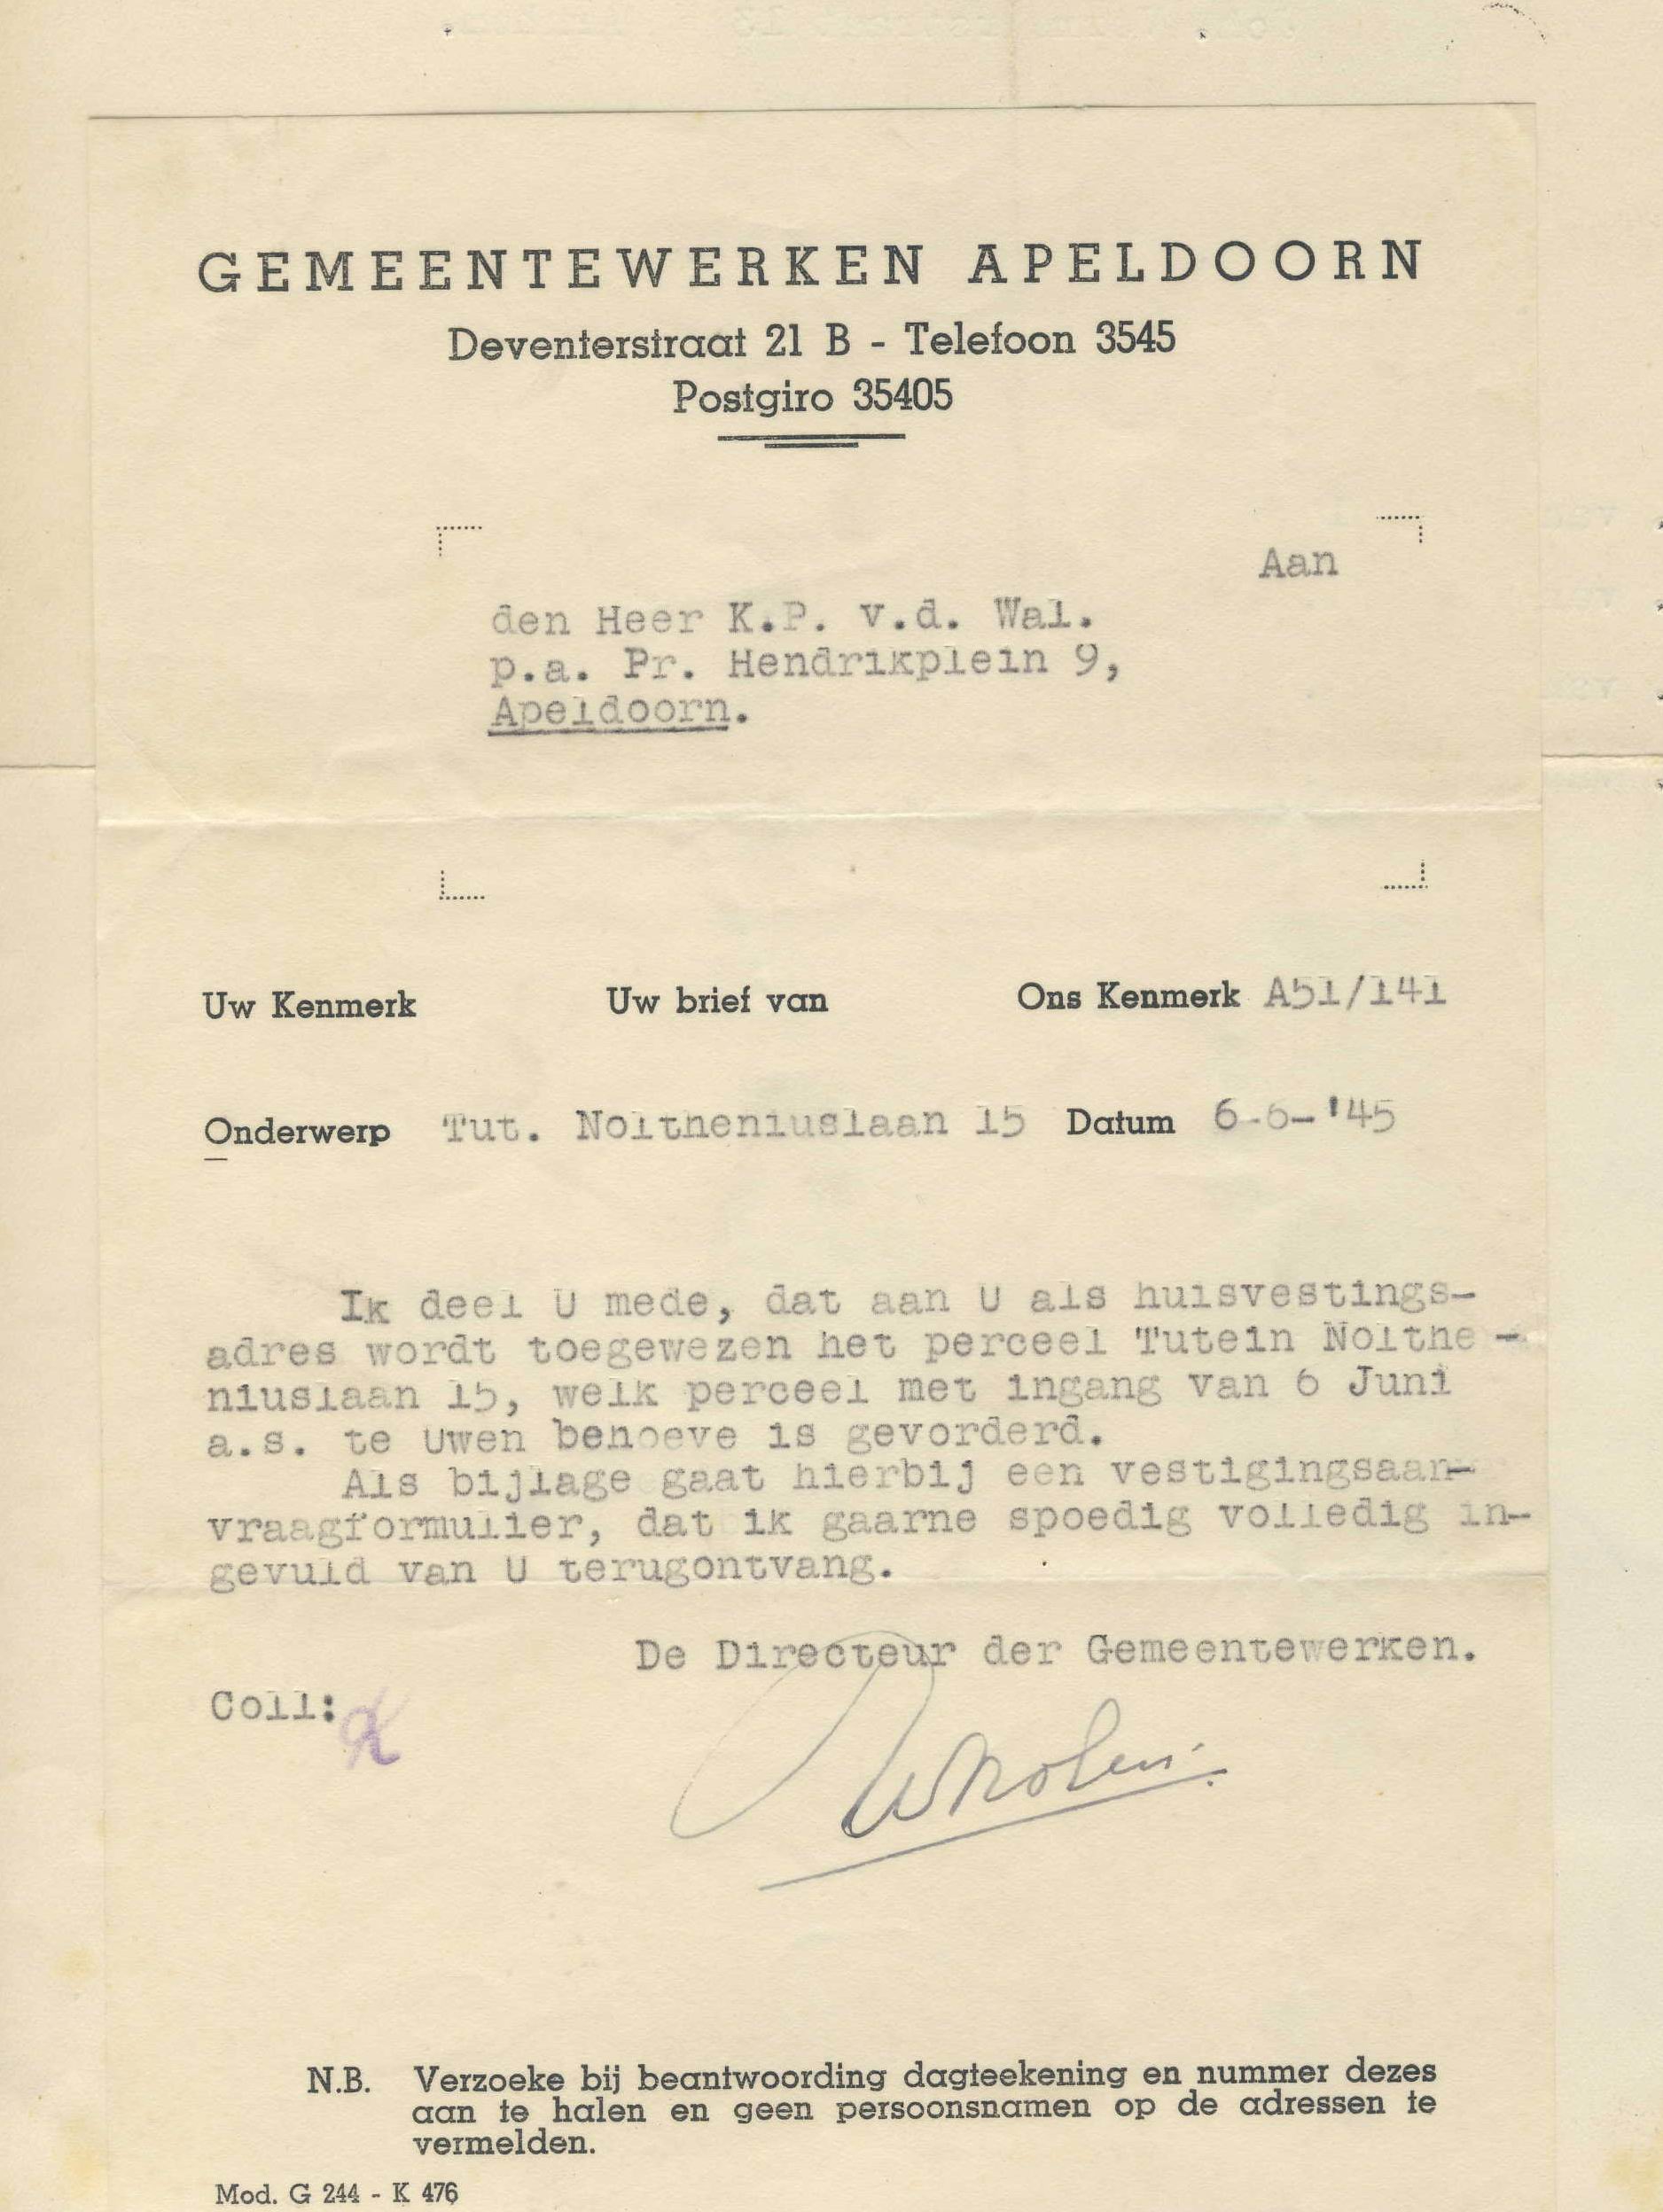 GEMEENTEWERKEN APELDOORN
Deventerstraat 21 B - Telefoon 3545
Postgiro 35405
Aan
den Heer K.P. v.d. Wal.
p.a. Pr. Hendrikplein 9,
Apeldoorn.
Uw Kenmerk Uw brief van Ons Kenmerk A51/141
Onderwerp Tut. Noltheniuslaan 15 Datum 6-6-'45
Ik deel U mede, dat aan U als huisvestings-
adres wordt toegewezen het perceel Tutein Nolthe-
niuslaan 15, welk perceel met ingang van 6 Juni
a.s. te Uwen behoeve is gevorderd.
Als bijlage gaat hierbij een vestigingsaan-
vraagformulier, dat ik gaarne spoedig volledig in-
gevuld van U terugontvang.
De Directeur der Gemeentewerken.
Coll:
N.B. Verzoeke bij beantwoording dagteekening en nummer dezes
aan te halen en geen persoonsnamen op de adressen te
vermelden.
Mod. G 244 - K 476